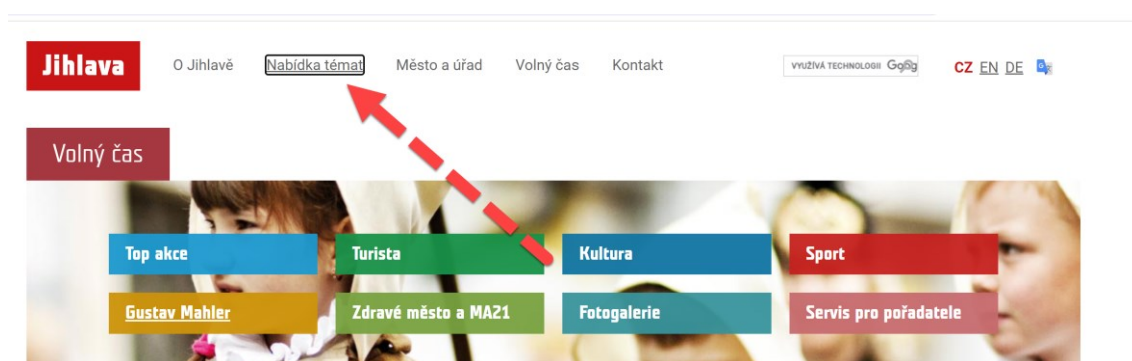 Jihlava
O Jihlavě Nabídka témat Město a úřad Volný čas Kontakt VYUŽÍVÁ TECHNOLOGII CZ EN DE
Volný čas
Top akce Turista Kultura Sport
Gustav Mahler Zdravé město a MA21 Fotogalerie Servis pro pořadatele